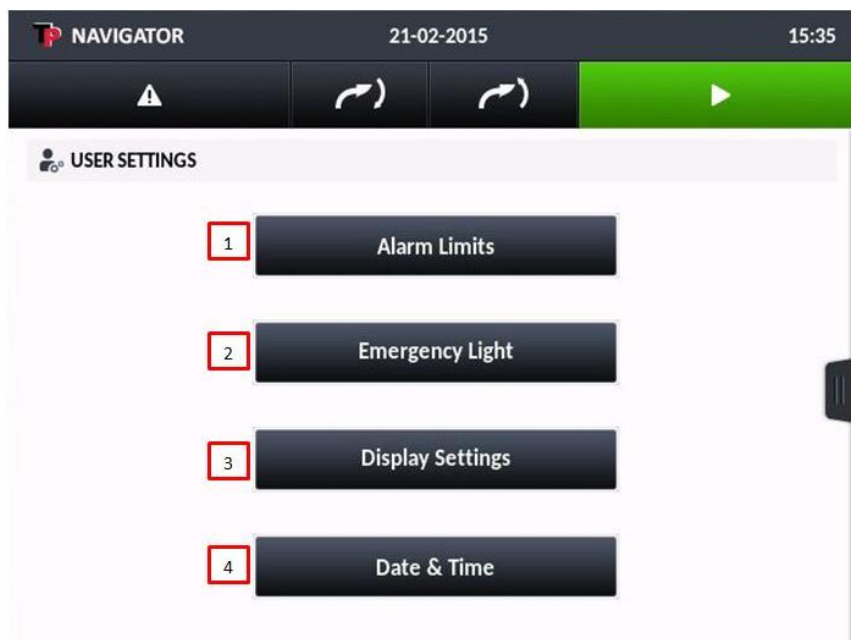 TP NAVIGATOR 21-02-2015 15:35
USER SETTINGS
1 Alarm Limits
2 Emergency Light
3 Display Settings
4 Date & Time